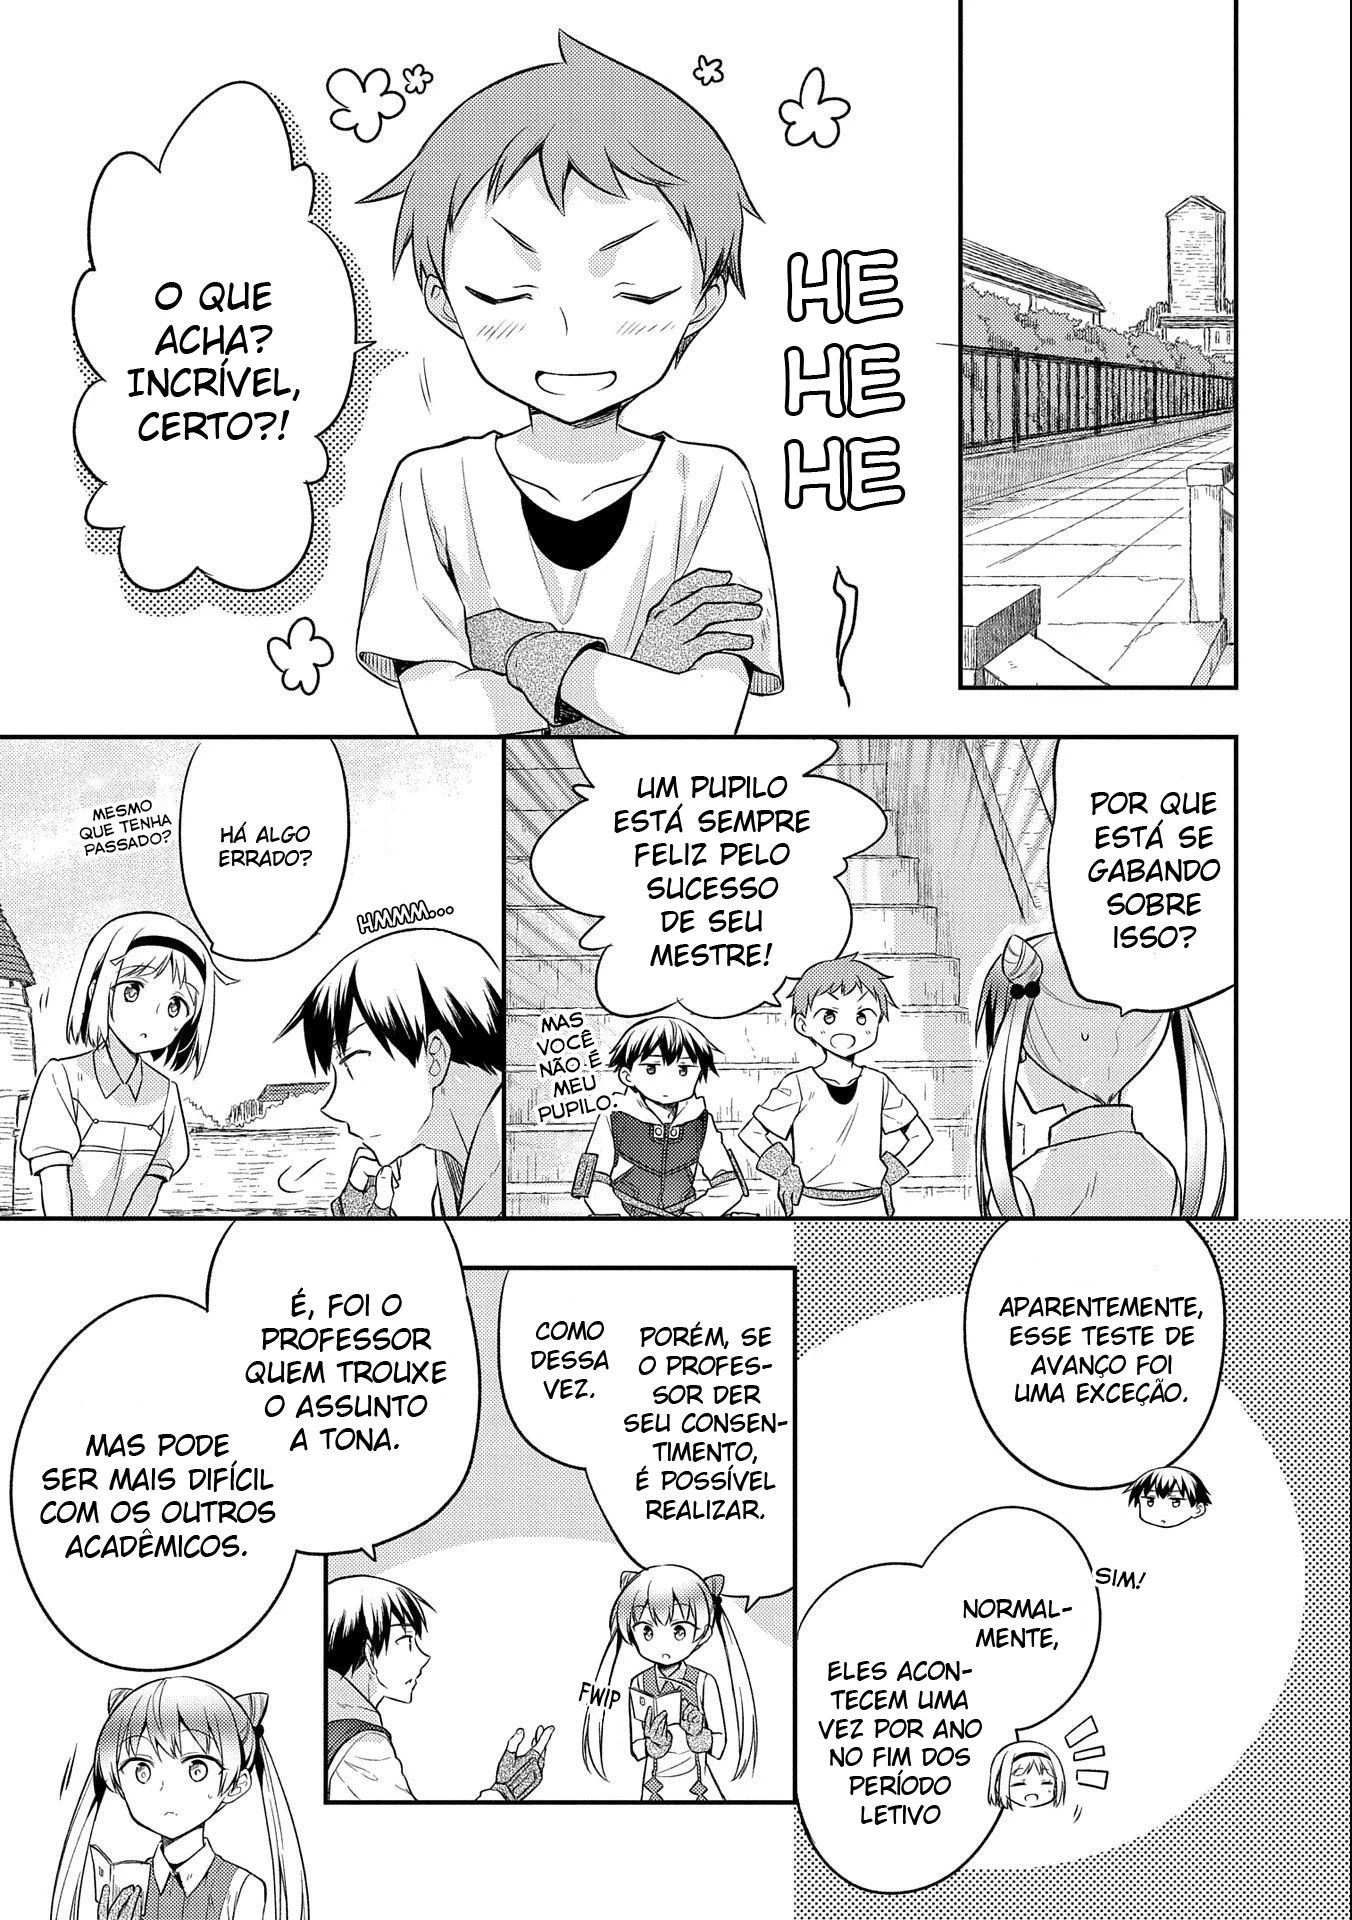 HE
HE
HE
O QUE
ACHA?
INCRÍVEL,
CERTO?!
POR QUE
ESTÁ SE
GABANDO
SOBRE
ISSO?
UM PUPILO
ESTÁ SEMPRE
FELIZ PELO
SUCESSO
DE SEU
MESTRE!
MAS
VOCÊ
NÃO É
MEU
PUPILO.
HMMM...
HÁ ALGO
ERRADO?
MESMO
QUE TENHA
PASSADO?
APARENTEMENTE,
ESSE TESTE DE
AVANÇO FOI
UMA EXCEÇÃO.
SIM!
NORMAL-
MENTE,
ELES ACON-
TECEM UMA
VEZ POR ANO
NO FIM DOS
PERÍODO
LETIVO
PORÉM, SE
O PROFES-
SOR DER
SEU CONSEN-
TIMENTO,
É POSSÍVEL
REALIZAR.
COMO
DESSA
VEZ.
FWIP
É, FOI O
PROFESSOR
QUEM TROUXE
O ASSUNTO
A TONA.
MAS PODE
SER MAIS DIFÍCIL
COM OS OUTROS
ACADÊMICOS.